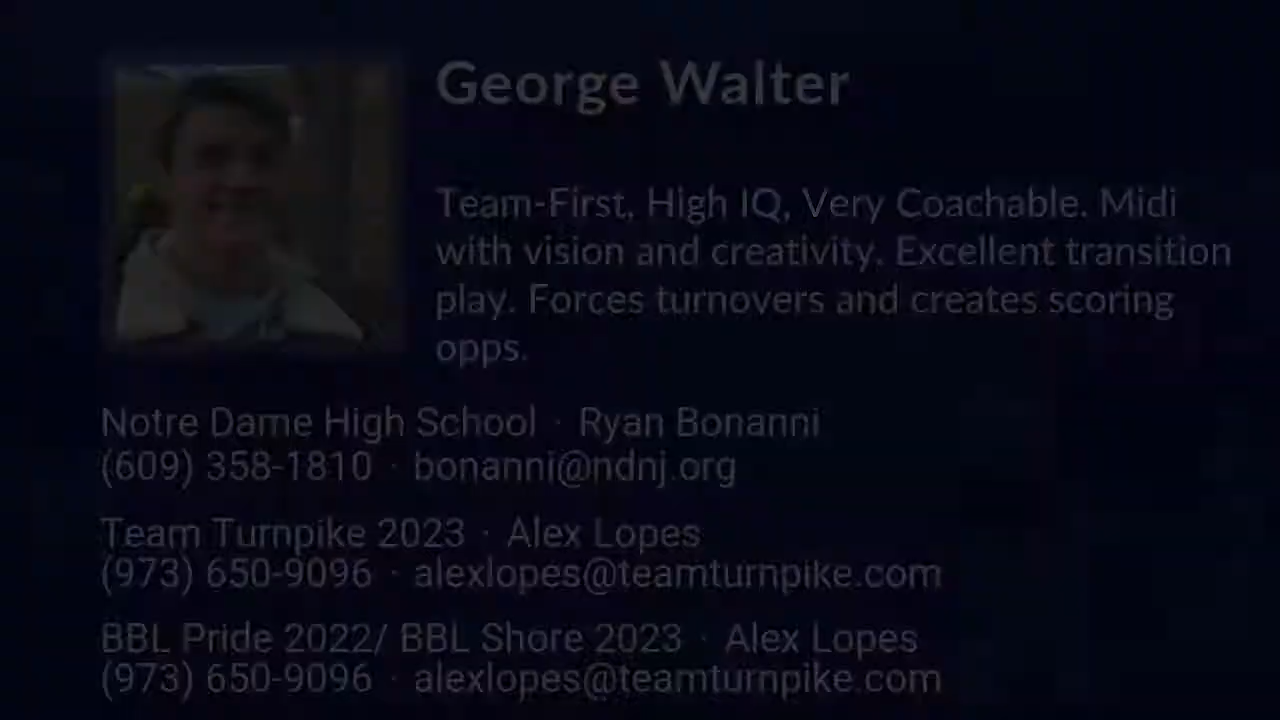 George Walter
Team-First, High IQ, Very Coachable. Midi
with vision and creativity. Excellent transition
play. Forces turnovers and creates scoring
opps.
Notre Dame High School · Ryan Bonanni
(609) 358-1810 · bonanni@ndnj.org
Team Turnpike 2023 · Alex Lopes
(973) 650-9096 · alexlopes@teamturnpike.com
BBL Pride 2022/ BBL Shore 2023 · Alex Lopes
(973) 650-9096 · alexlopes@teamturnpike.com